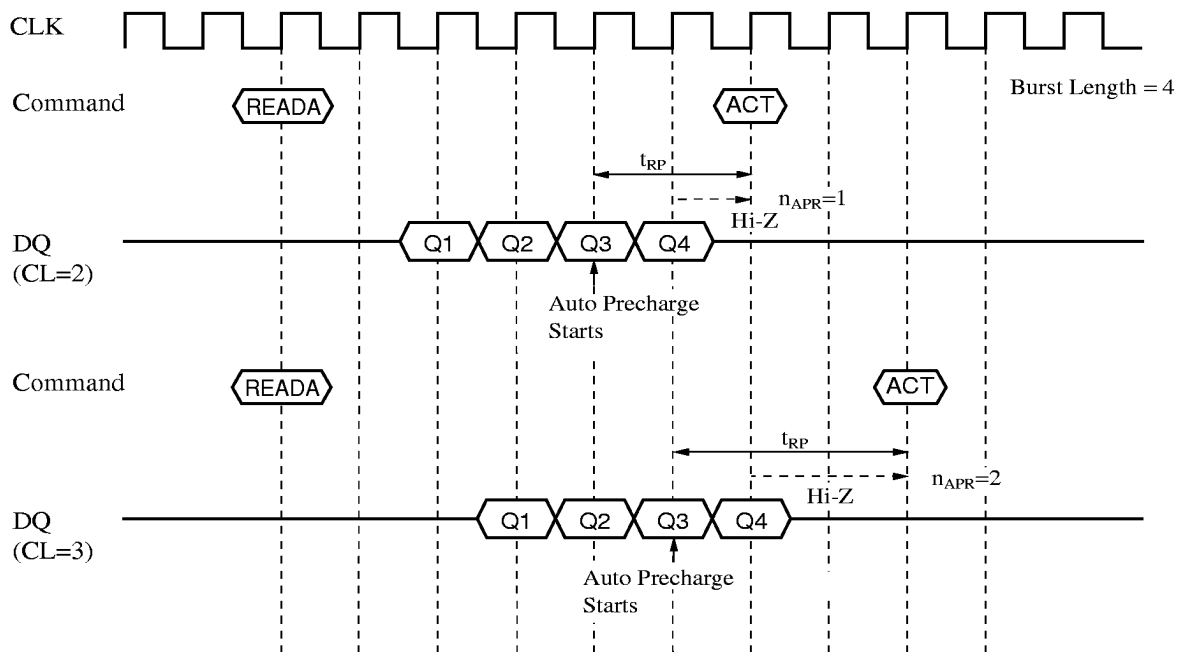 CLK
Burst Length = 4
Command
READA
ACT
tRP
nAPR=1
Hi-Z
DQ
(CL=2)
Q1 Q2 Q3 Q4
Auto Precharge
Starts
Command
READA
ACT
tRP
nAPR=2
Hi-Z
DQ
(CL=3)
Q1 Q2 Q3 Q4
Auto Precharge
Starts